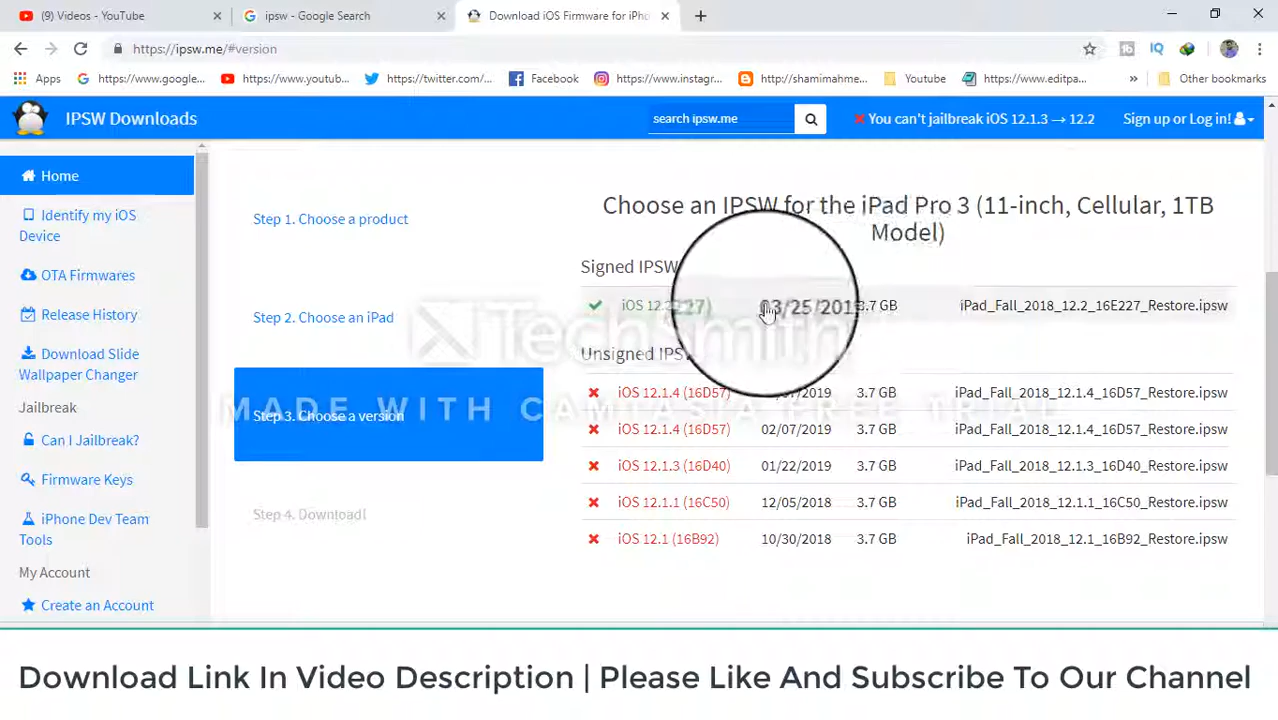 (9) Videos - YouTube
ipsw - Google Search
Download iOS Firmware for iPho
https://ipsw.me/#version
Apps
https://www.google...
https://www.youtub...
https://twitter.com/...
Facebook
https://www.instagr...
http://shamimahme...
Youtube
https://www.editpa...
Other bookmarks
IPSW Downloads
search ipsw.me
You can't jailbreak iOS 12.1.3 → 12.2
Sign up or Log in!
Home
Identify my iOS
Device
OTA Firmwares
Release History
Download Slide
Wallpaper Changer
Jailbreak
Can I Jailbreak?
Firmware Keys
iPhone Dev Team
Tools
My Account
Create an Account
Step 1. Choose a product
Step 2. Choose an iPad
Step 3. Choose a version
Step 4. Download!
Choose an IPSW for the iPad Pro 3 (11-inch, Cellular, 1TB
Model)
Signed IPSW
iOS 12.2 03/25/201 3.7 GB iPad_Fall_2018_12.2_16E227_Restore.ipsw
Unsigned IPSW
iOS 12.1.4 (16D57) /2019 3.7 GB iPad_Fall_2018_12.1.4_16D57_Restore.ipsw
iOS 12.1.4 (16D57) 02/07/2019 3.7 GB iPad_Fall_2018_12.1.4_16D57_Restore.ipsw
iOS 12.1.3 (16D40) 01/22/2019 3.7 GB iPad_Fall_2018_12.1.3_16D40_Restore.ipsw
iOS 12.1.1 (16C50) 12/05/2018 3.7 GB iPad_Fall_2018_12.1.1_16C50_Restore.ipsw
iOS 12.1 (16B92) 10/30/2018 3.7 GB iPad_Fall_2018_12.1_16B92_Restore.ipsw
TechSmith
MADE WITH CAMTASIA FREE TRIAL
Download Link In Video Description | Please Like And Subscribe To Our Channel